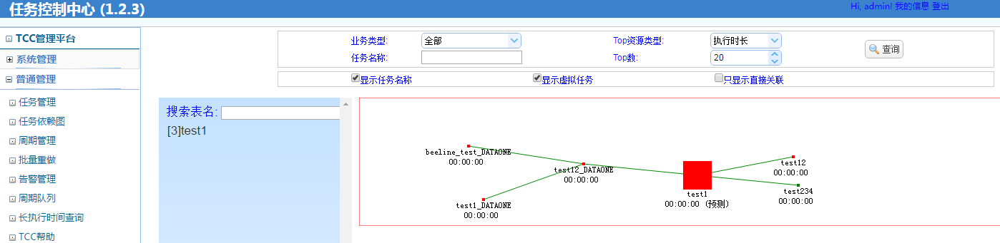 任务控制中心 (1.2.3)
Hi, admin! 我的信息 登出
TCC管理平台
系统管理
普通管理
任务管理
任务依赖图
周期管理
批量重做
告警管理
周期队列
长执行时间查询
TCC帮助
业务类型: 全部
Top资源类型: 执行时长
任务名称:
Top数: 20
查询
显示任务名称
显示虚拟任务
只显示直接关联
搜索表名:
[3]test1
beeline_test_DATAONE
00:00:00
test12_DATAONE
00:00:00
test1_DATAONE
00:00:00
test1
00:00:00 (预测)
test12
00:00:00
test234
00:00:00